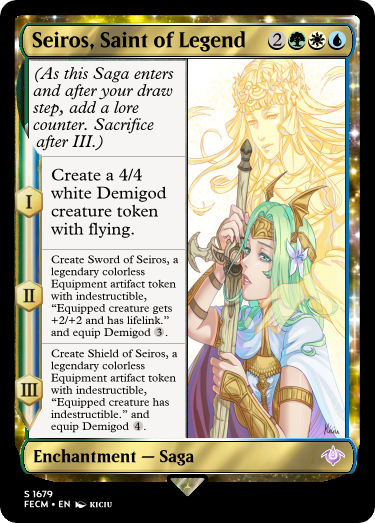 Seiros, Saint of Legend 2
(As this Saga enters
and after your draw
step, add a lore
counter. Sacrifice
after III.)
I
Create a 4/4
white Demigod
creature token
with flying.
II
Create Sword of Seiros, a
legendary colorless
Equipment artifact token
with indestructible,
“Equipped creature gets
+2/+2 and has lifelink.”
and equip Demigod 3.
III
Create Shield of Seiros, a
legendary colorless
Equipment artifact token
with indestructible,
“Equipped creature has
indestructible.” and
equip Demigod 4.
Kiciu
Enchantment — Saga
S 1679
FECM • EN KICIU